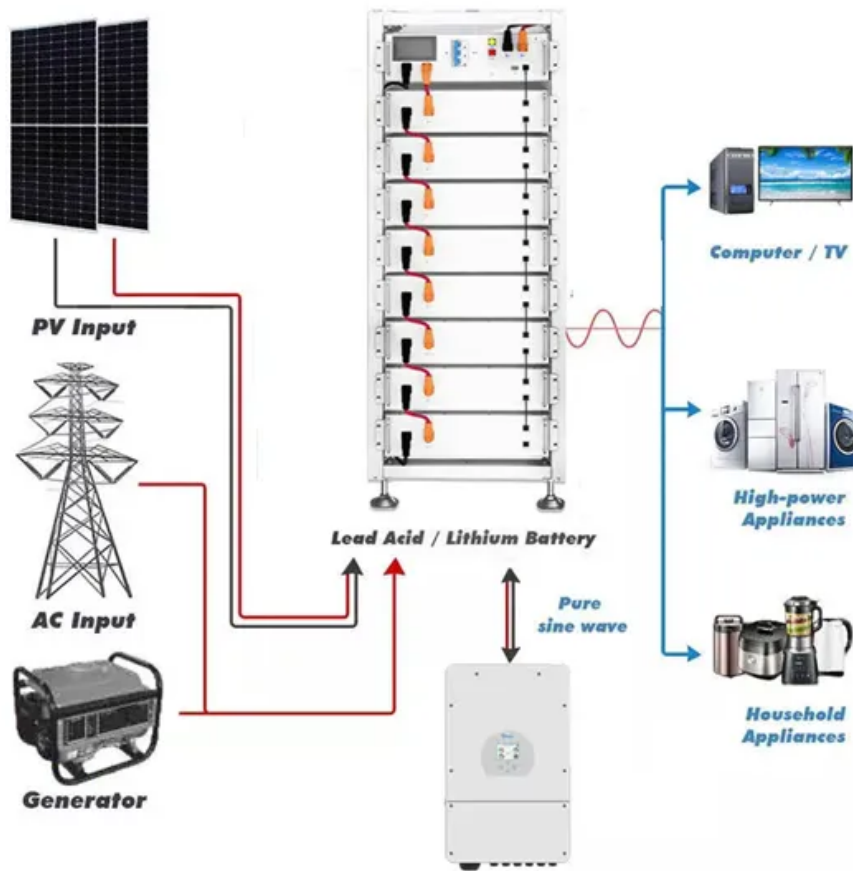 Computer / TV
PV Input
High-power
Appliances
Lead Acid / Lithium Battery
Pure
sine wave
AC Input
Household
Appliances
Generator